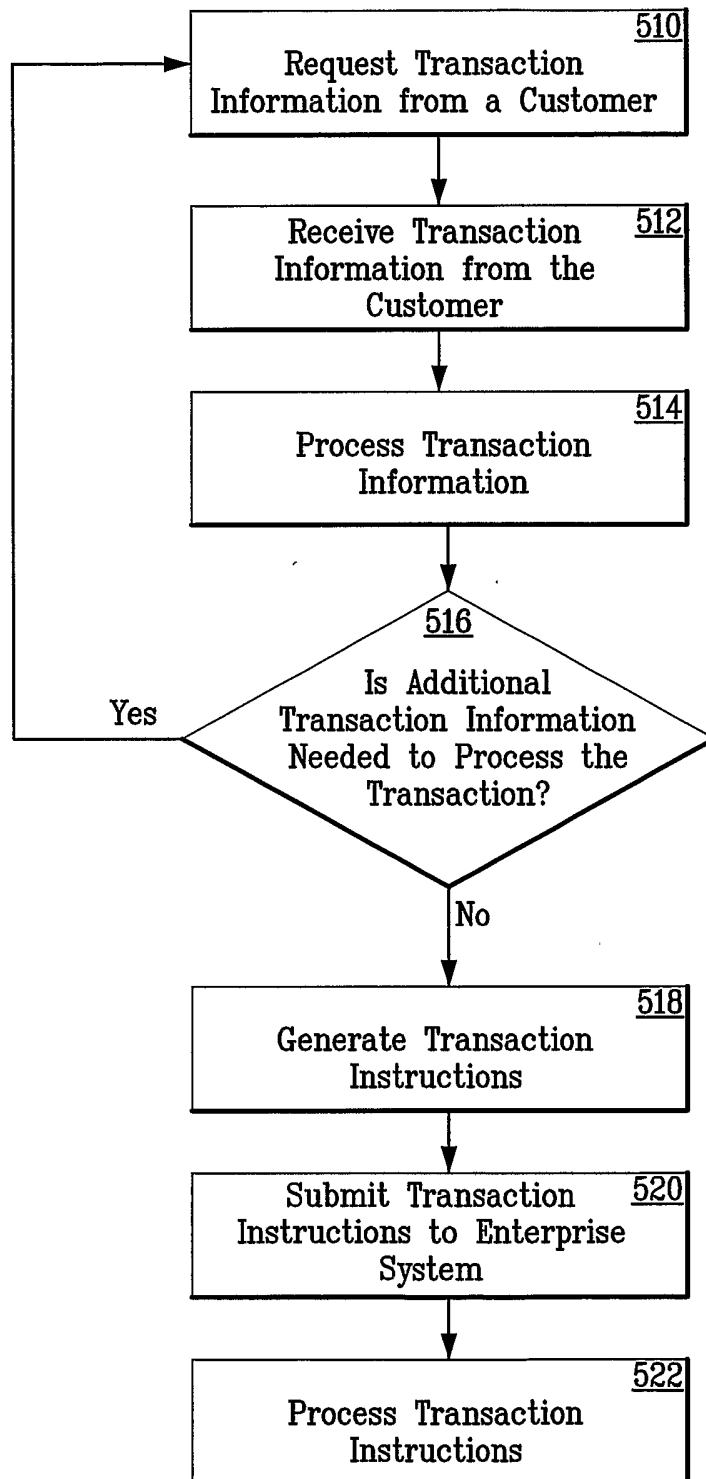 510
Request Transaction
Information from a Customer
512
Receive Transaction
Information from the
Customer
514
Process Transaction
Information
516
Is Additional
Transaction Information
Needed to Process the
Transaction?
Yes
No
518
Generate Transaction
Instructions
520
Submit Transaction
Instructions to Enterprise
System
522
Process Transaction
Instructions